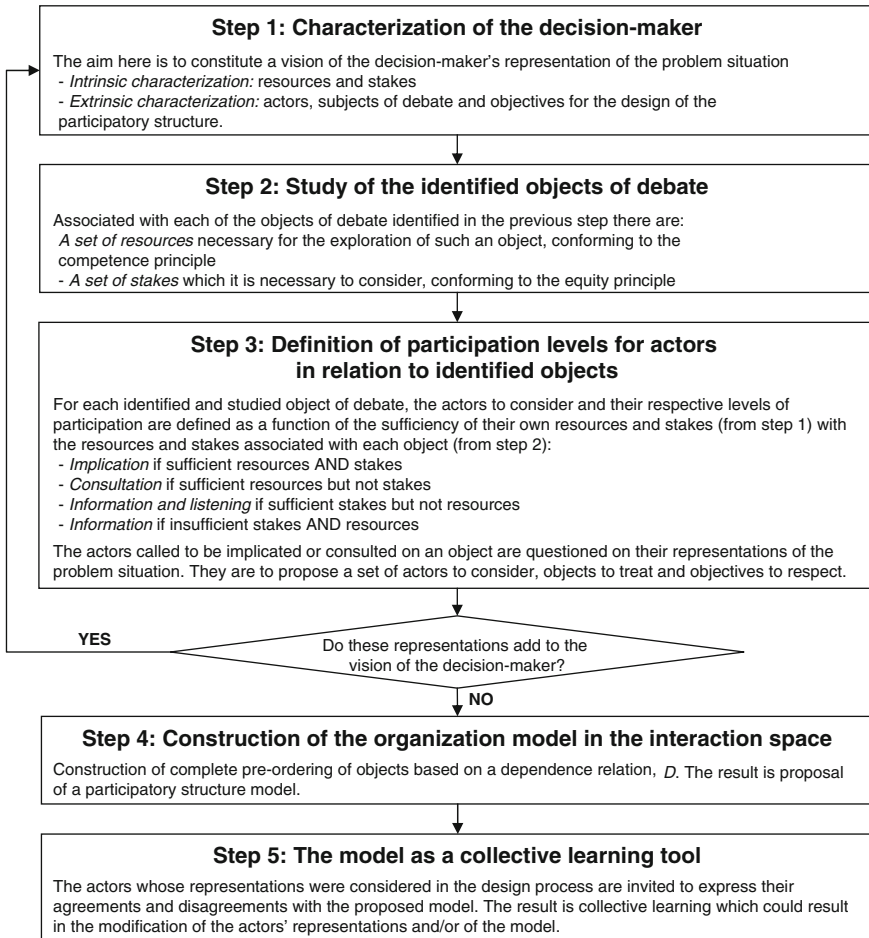 Step 1: Characterization of the decision-maker
The aim here is to constitute a vision of the decision-maker's representation of the problem situation
- Intrinsic characterization: resources and stakes
- Extrinsic characterization: actors, subjects of debate and objectives for the design of the
participatory structure.
Step 2: Study of the identified objects of debate
Associated with each of the objects of debate identified in the previous step there are:
A set of resources necessary for the exploration of such an object, conforming to the
competence principle
- A set of stakes which it is necessary to consider, conforming to the equity principle
Step 3: Definition of participation levels for actors
in relation to identified objects
For each identified and studied object of debate, the actors to consider and their respective levels of
participation are defined as a function of the sufficiency of their own resources and stakes (from step 1) with
the resources and stakes associated with each object (from step 2):
- Implication if sufficient resources AND stakes
- Consultation if sufficient resources but not stakes
- Information and listening if sufficient stakes but not resources
- Information if insufficient stakes AND resources
The actors called to be implicated or consulted on an object are questioned on their representations of the
problem situation. They are to propose a set of actors to consider, objects to treat and objectives to respect.
YES
Do these representations add to the
vision of the decision-maker?
NO
Step 4: Construction of the organization model in the interaction space
Construction of complete pre-ordering of objects based on a dependence relation, D. The result is proposal
of a participatory structure model.
Step 5: The model as a collective learning tool
The actors whose representations were considered in the design process are invited to express their
agreements and disagreements with the proposed model. The result is collective learning which could result
in the modification of the actors' representations and/or of the model.